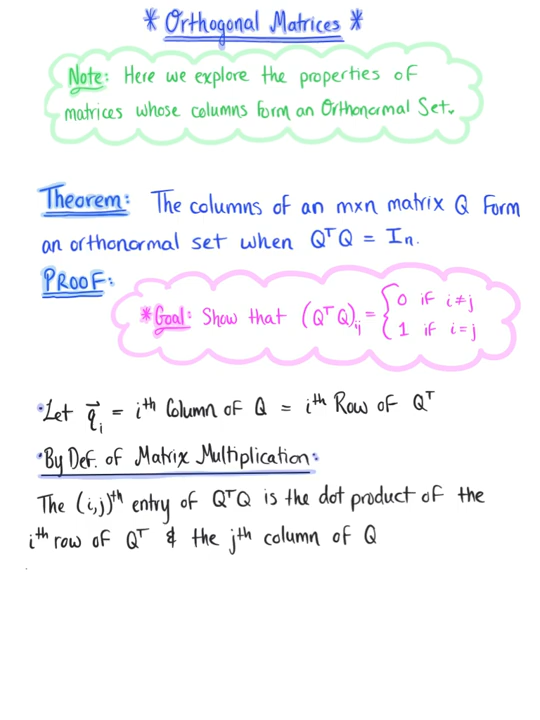 * Orthogonal Matrices *
Note: Here we explore the properties of
matrices whose columns form an Orthonormal Set.
Theorem: The columns of an mxn matrix Q form
an orthonormal set when QᵀQ = Iₙ.
PROOF:
*Goal: Show that (QᵀQ)ᵢⱼ = { 0 if i≠j
1 if i=j
•Let q⃗ᵢ = iᵗʰ Column of Q = iᵗʰ Row of Qᵀ
•By Def. of Matrix Multiplication:
The (i,j)ᵗʰ entry of QᵀQ is the dot product of the
iᵗʰ row of Qᵀ & the jᵗʰ column of Q